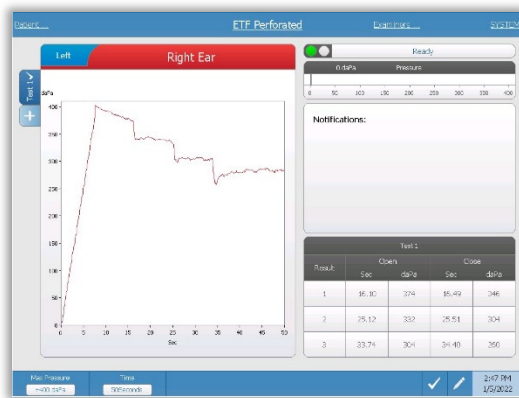 Patient ....
ETF Perforated
Examiners ....
SYSTEM
Left
Right Ear
Test 1
daPa
400
350
300
250
200
150
100
50
0
0 5 10 15 20 25 30 35 40 45 50
Sec
Ready
0 daPa Pressure
0 50 100 150 200 250 300 350 400
Notifications:
Test 1
Result Open Close
Sec daPa Sec daPa
1 16.10 374 16.49 346
2 25.12 332 25.51 304
3 33.74 304 34.40
Max Pressure
+400 daPa
Time
50Seconds
2:47 PM
1/5/2022